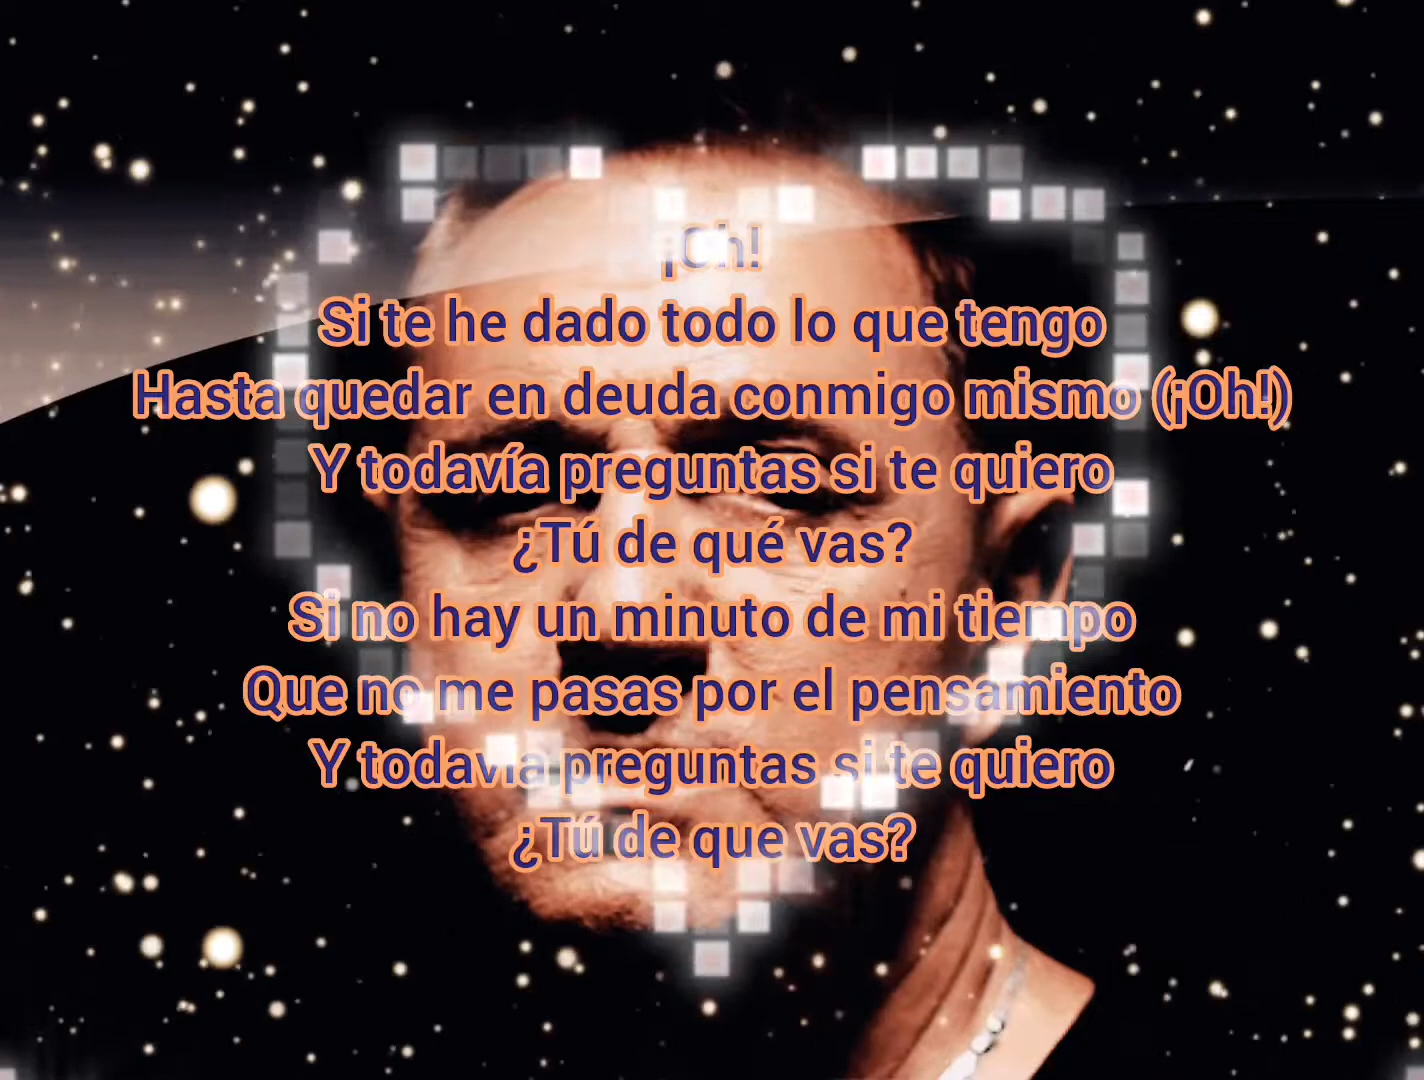 ¡Oh!
Si te he dado todo lo que tengo
Hasta quedar en deuda conmigo mismo (¡Oh!)
Y todavía preguntas si te quiero
¿Tú de qué vas?
Si no hay un minuto de mi tiempo
Que no me pasas por el pensamiento
Y todavía preguntas si te quiero
¿Tú de que vas?